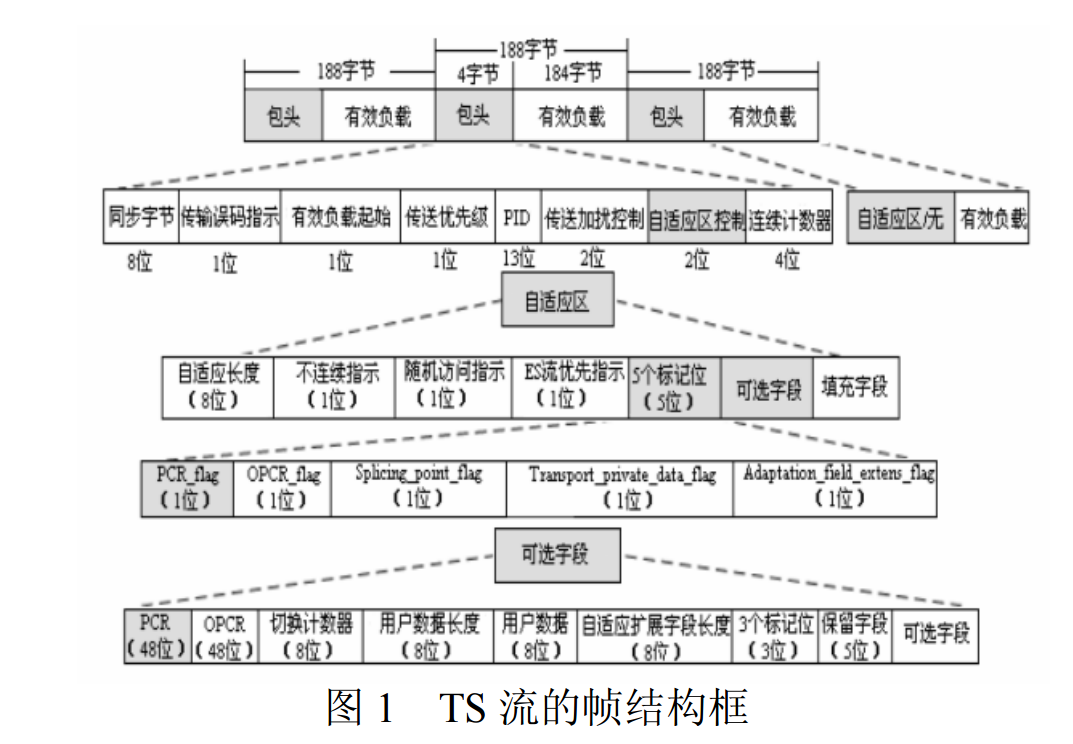 188字节
188字节 4字节 184字节 188字节
包头 有效负载 包头 有效负载 包头 有效负载
同步字节 传输误码指示 有效负载起始 传送优先级 PID 传送加扰控制 自适应区控制 连续计数器 自适应区/无 有效负载
8位 1位 1位 1位 13位 2位 2位 4位
自适应区
自适应长度 不连续指示 随机访问指示 ES流优先指示 5个标记位 可选字段 填充字段
(8位) (1位) (1位) (1位) (5位)
PCR_flag OPCR_flag Splicing_point_flag Transport_private_data_flag Adaptation_field_extens_flag
(1位) (1位) (1位) (1位) (1位)
可选字段
PCR OPCR 切换计数器 用户数据长度 用户数据 自适应扩展字段长度 3个标记位 保留字段 可选字段
(48位) (48位) (8位) (8位) (8位) (8位) (3位) (5位)
图 1 TS 流的帧结构框